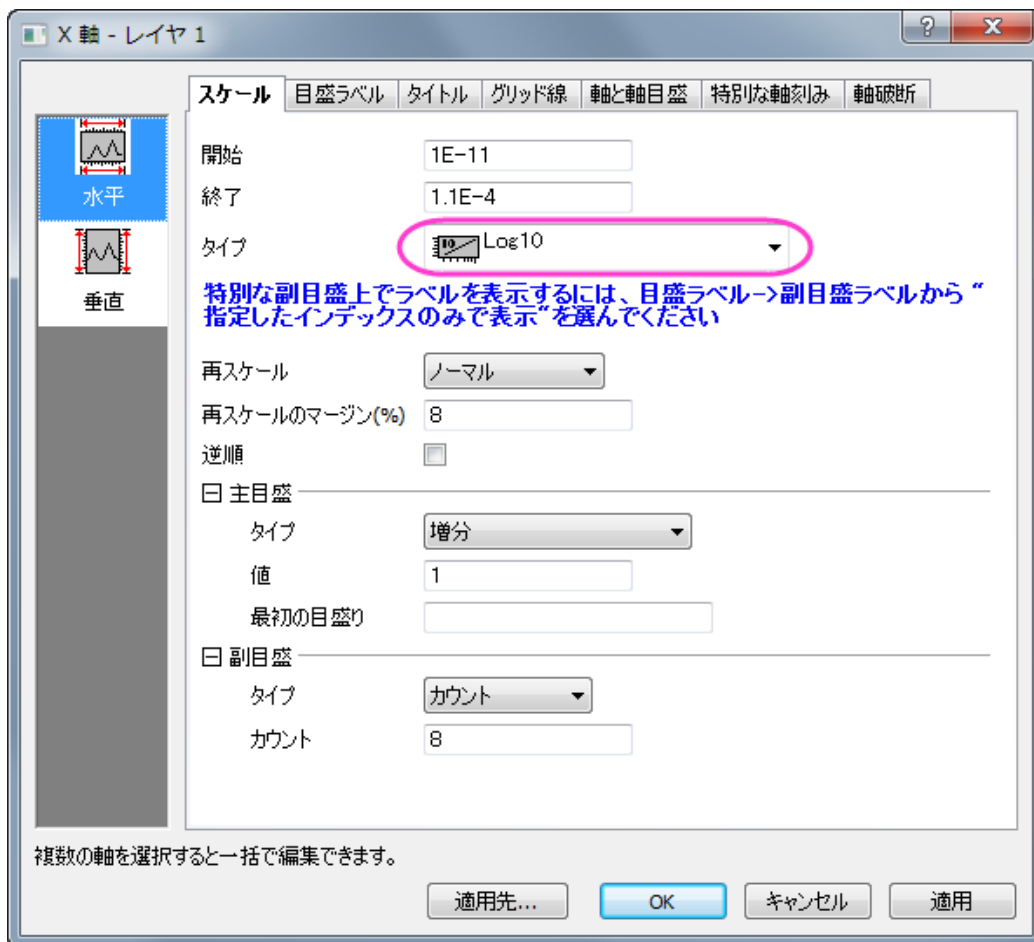 X 軸 - レイヤ 1
スケール 目盛ラベル タイトル グリッド線 軸と軸目盛 特別な軸刻み 軸破断
水平
垂直
開始 1E-11
終了 1.1E-4
タイプ Log10
特別な副目盛上でラベルを表示するには、目盛ラベル->副目盛ラベルから “
指定したインデックスのみで表示“を選んでください
再スケール ノーマル
再スケールのマージン(%) 8
逆順
主目盛
タイプ 増分
値 1
最初の目盛り
副目盛
タイプ カウント
カウント 8
複数の軸を選択すると一括で編集できます。
適用先... OK キャンセル 適用